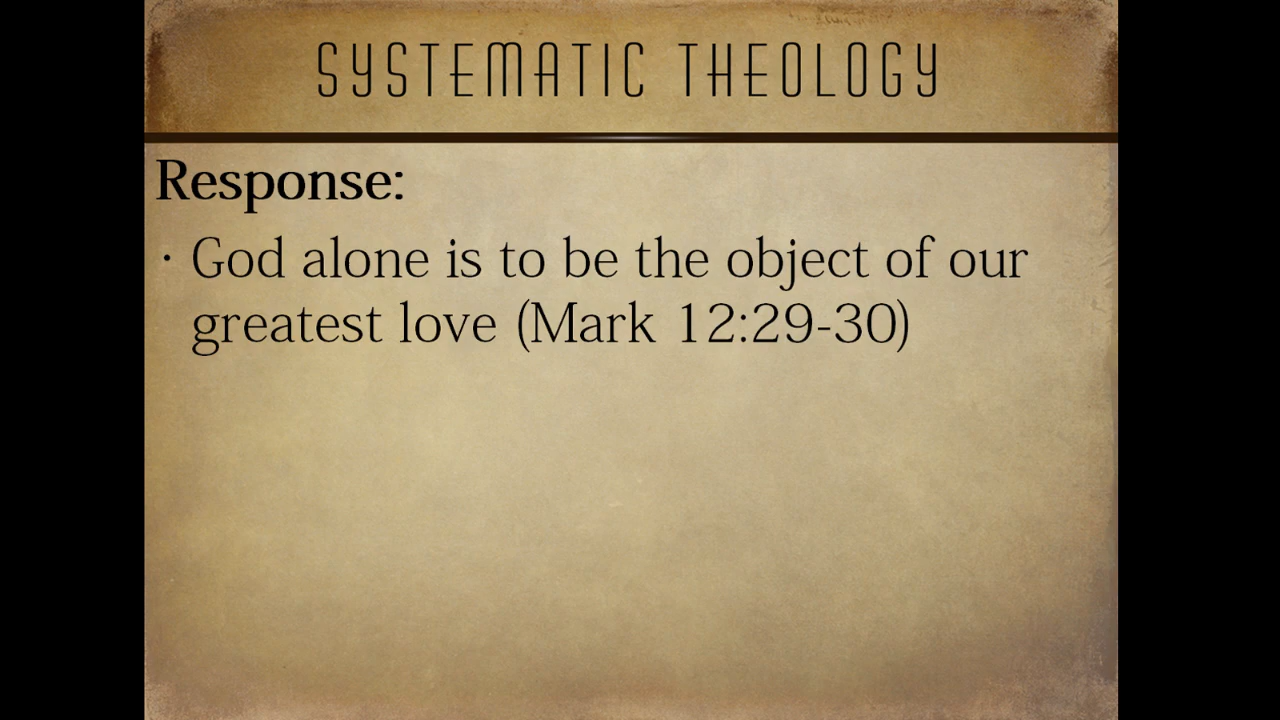 SYSTEMATIC THEOLOGY
Response:
· God alone is to be the object of our
greatest love (Mark 12:29-30)